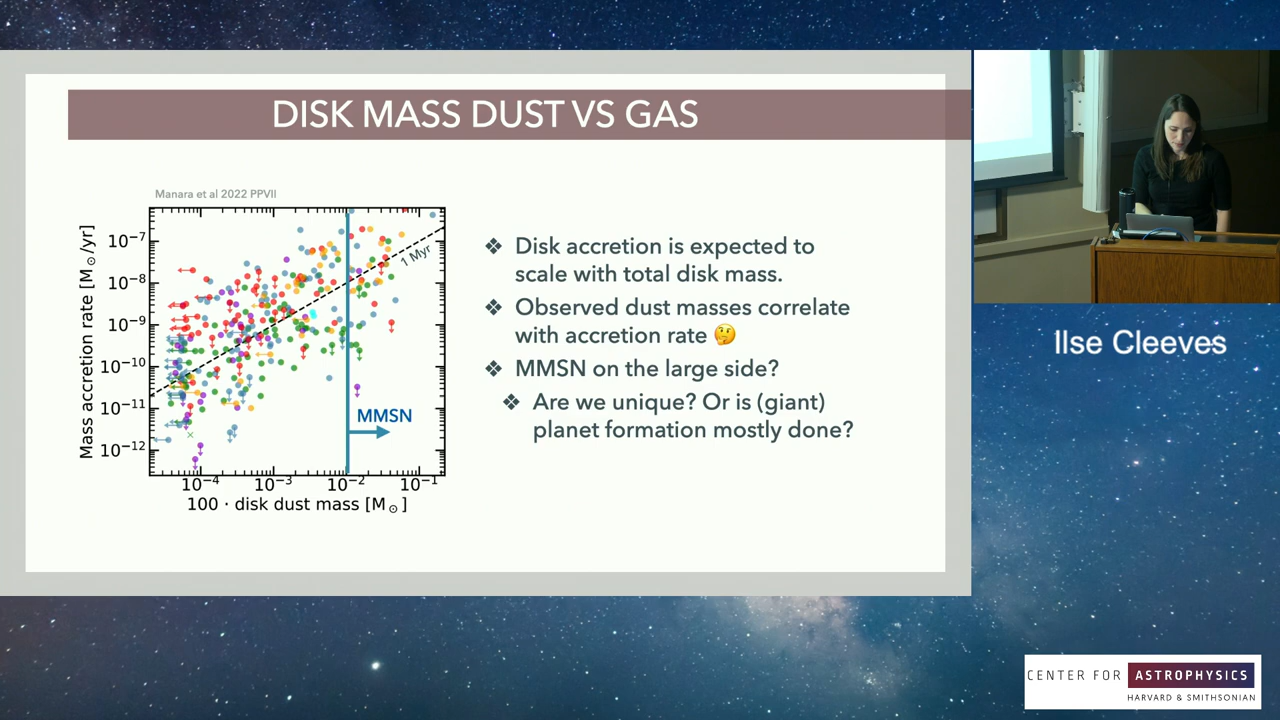 DISK MASS DUST VS GAS
Manara et al 2022 PPVII
Mass accretion rate [M⊙/yr]
10⁻⁷
10⁻⁸
10⁻⁹
10⁻¹⁰
10⁻¹¹
10⁻¹²
1 Myr
MMSN
10⁻⁴ 10⁻³ 10⁻² 10⁻¹
100 · disk dust mass [M⊙]
❖ Disk accretion is expected to
scale with total disk mass.
❖ Observed dust masses correlate
with accretion rate 🤔
❖ MMSN on the large side?
❖ Are we unique? Or is (giant)
planet formation mostly done?
Ilse Cleeves
CENTER FOR ASTROPHYSICS
HARVARD & SMITHSONIAN